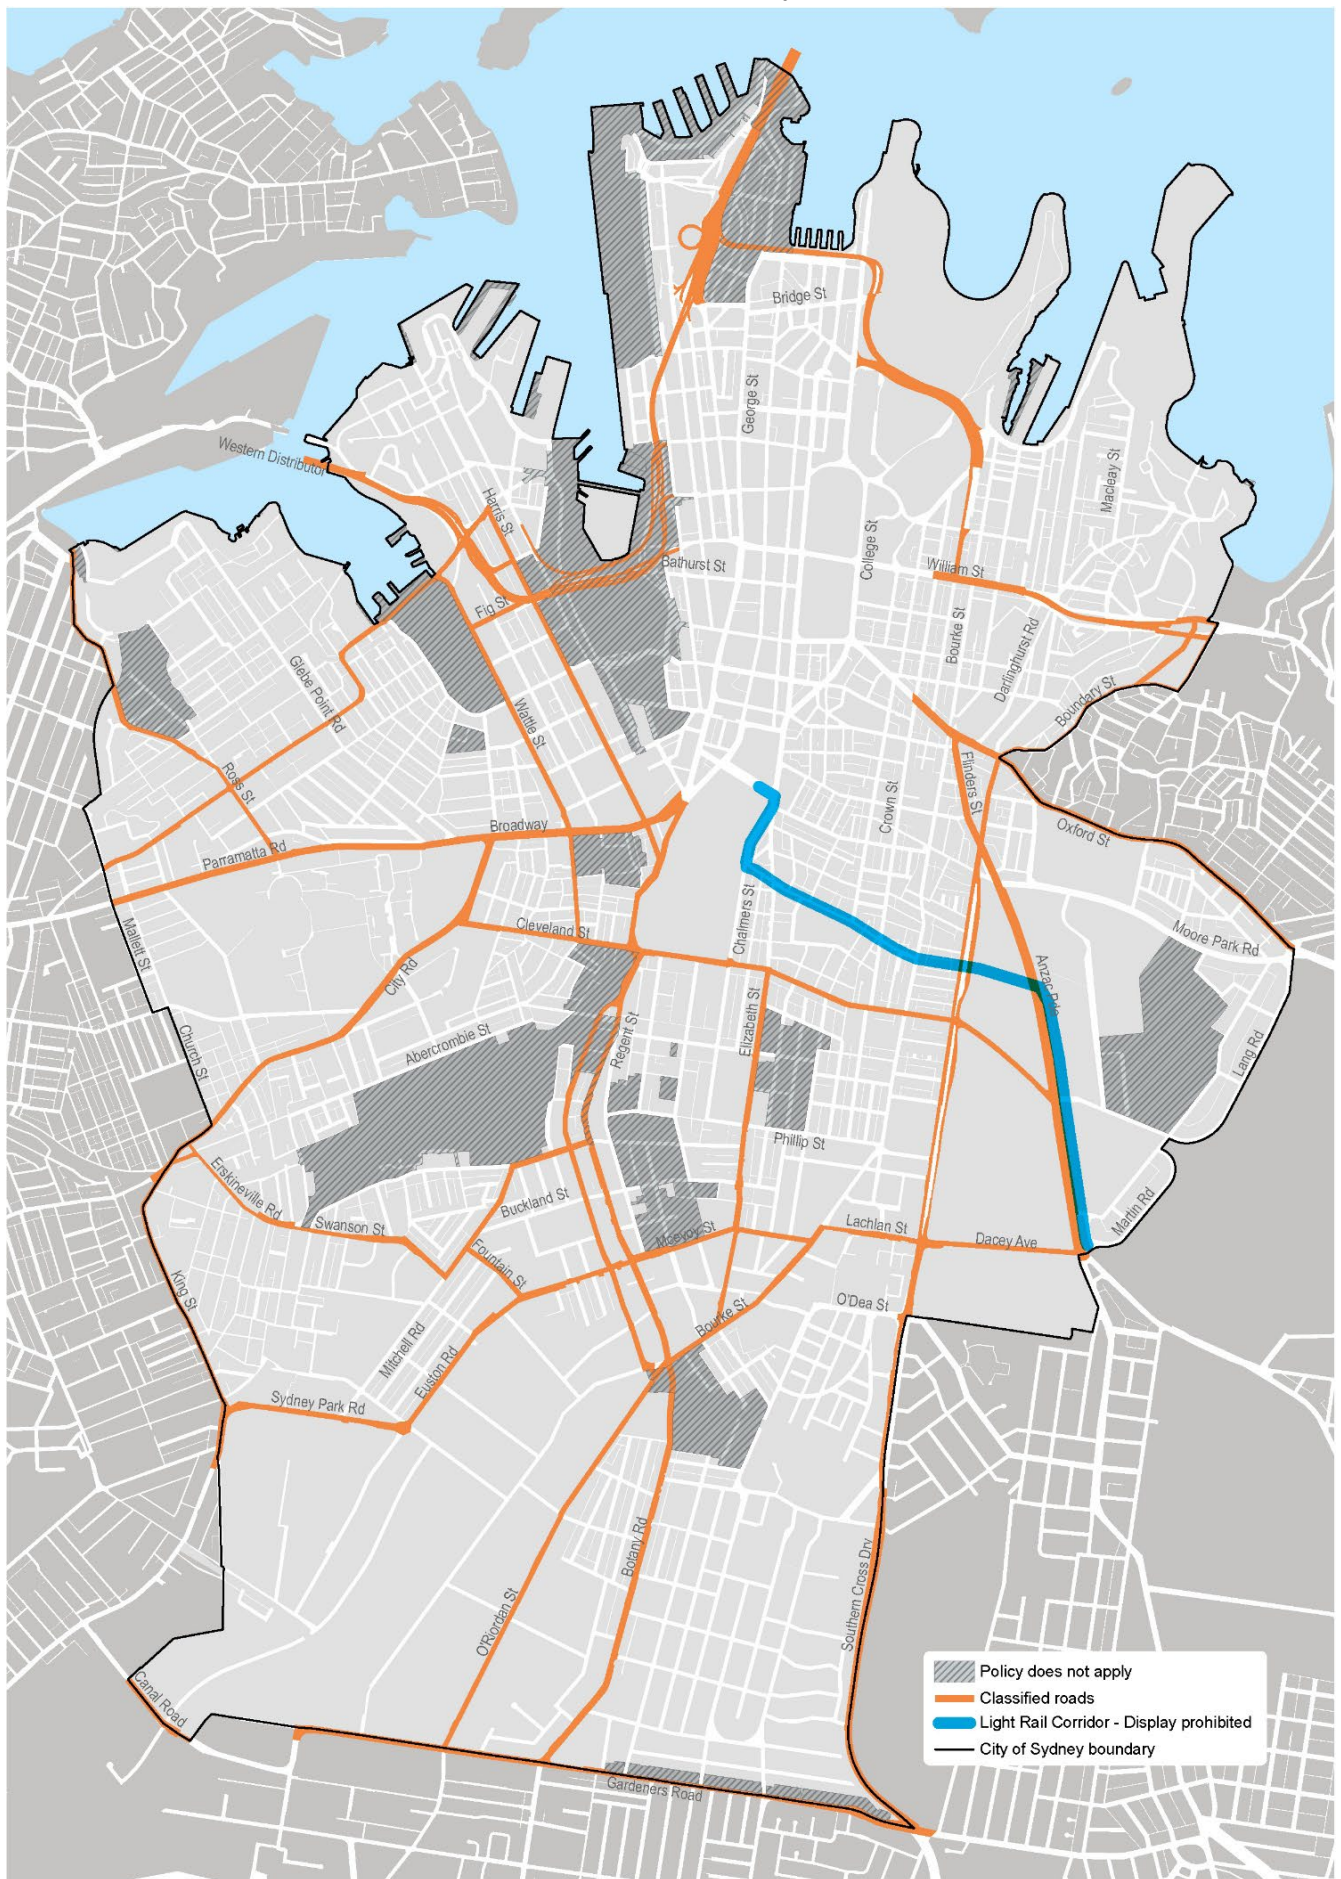 Bridge St
George St
Western Distributor
Macleay St
Harris St
College St
Bathurst St
William St
Fig St
Bourke St
Darlinghurst Rd
Glebe Point Rd
Boundary St
Wattle St
Ross St
Flinders St
Crown St
Oxford St
Broadway
Parramatta Rd
Chalmers St
Cleveland St
Mallett St
Moore Park Rd
City Rd
Anzac Pde
Elizabeth St
Regent St
Abercrombie St
Church St
Lang Rd
Phillip St
Erskineville Rd
Buckland St
Martin Rd
Swanson St
Mcevoy St
Lachlan St
Dacey Ave
Fountain St
King St
O'Dea St
Bourke St
Mitchell Rd
Euston Rd
Sydney Park Rd
Botany Rd
Southern Cross Drv
O'Riordan St
Canal Road
Gardeners Road
Policy does not apply
Classified roads
Light Rail Corridor - Display prohibited
City of Sydney boundary